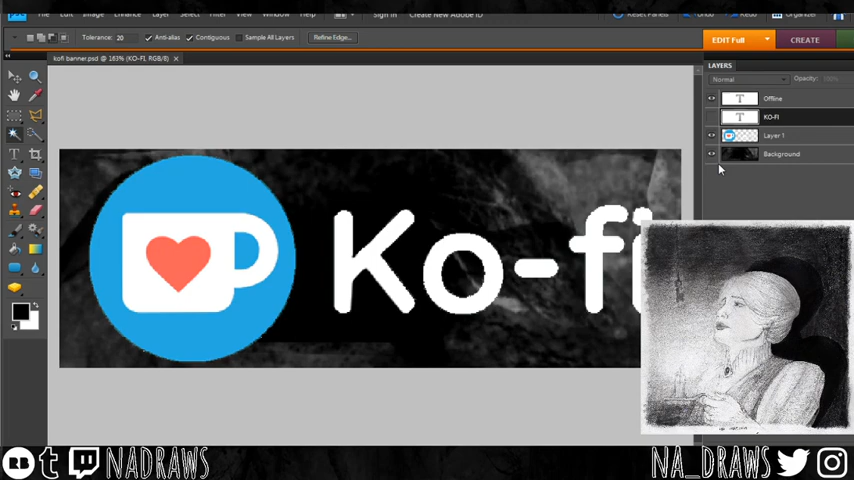 Image Enhance Layer Select Filter View Window Help
Sign In Create New Adobe ID
Reset Panels Undo Redo Organizer
Tolerance: 20 Anti-alias Contiguous Sample All Layers Refine Edge...
EDIT Full CREATE
kofi banner.psd @ 163% (KO-FI, RGB/8) ×
LAYERS
Normal Opacity: 100%
T Offline
T KO-FI
Layer 1
Background
Ko-fi
NADRAWS
NA_DRAWS